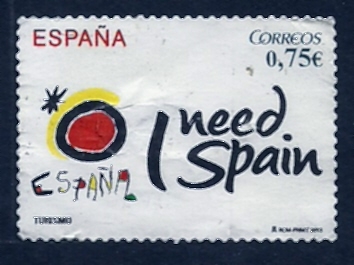 ESPAÑA
CORREOS
0,75€
I need
Spain
ESPAÑA
TURISMO